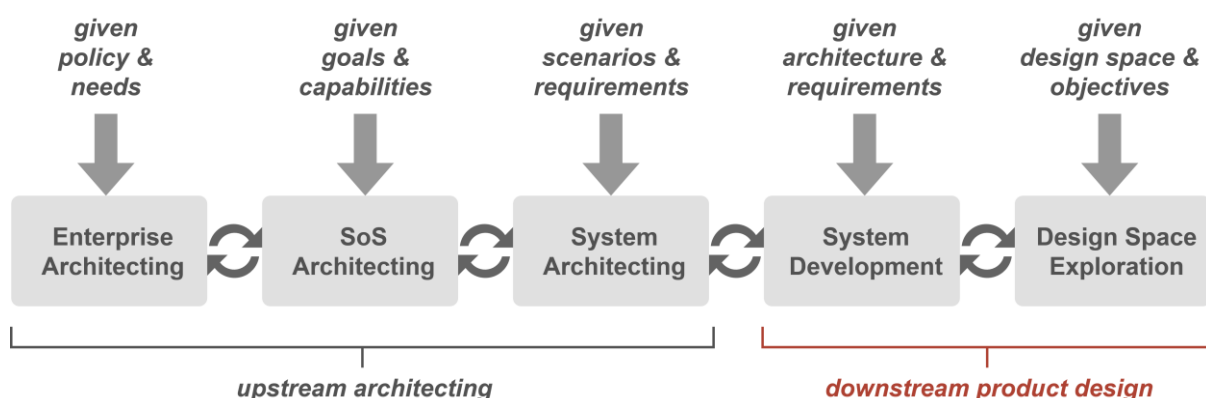 given
policy &
needs
given
goals &
capabilities
given
scenarios &
requirements
given
architecture &
requirements
given
design space &
objectives
Enterprise
Architecting
SoS
Architecting
System
Architecting
System
Development
Design Space
Exploration
upstream architecting
downstream product design